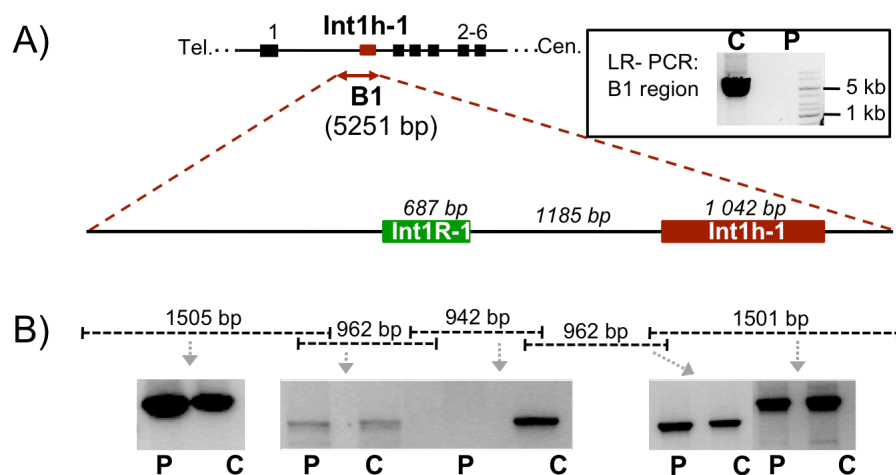 A)
1 Int1h-1 2-6
Tel. Cen.
B1
(5251 bp)
C P
LR- PCR:
B1 region
5 kb
1 kb
687 bp 1185 bp 1 042 bp
Int1R-1 Int1h-1
B)
1505 bp 962 bp 942 bp 962 bp 1501 bp
P C P C P P C P C